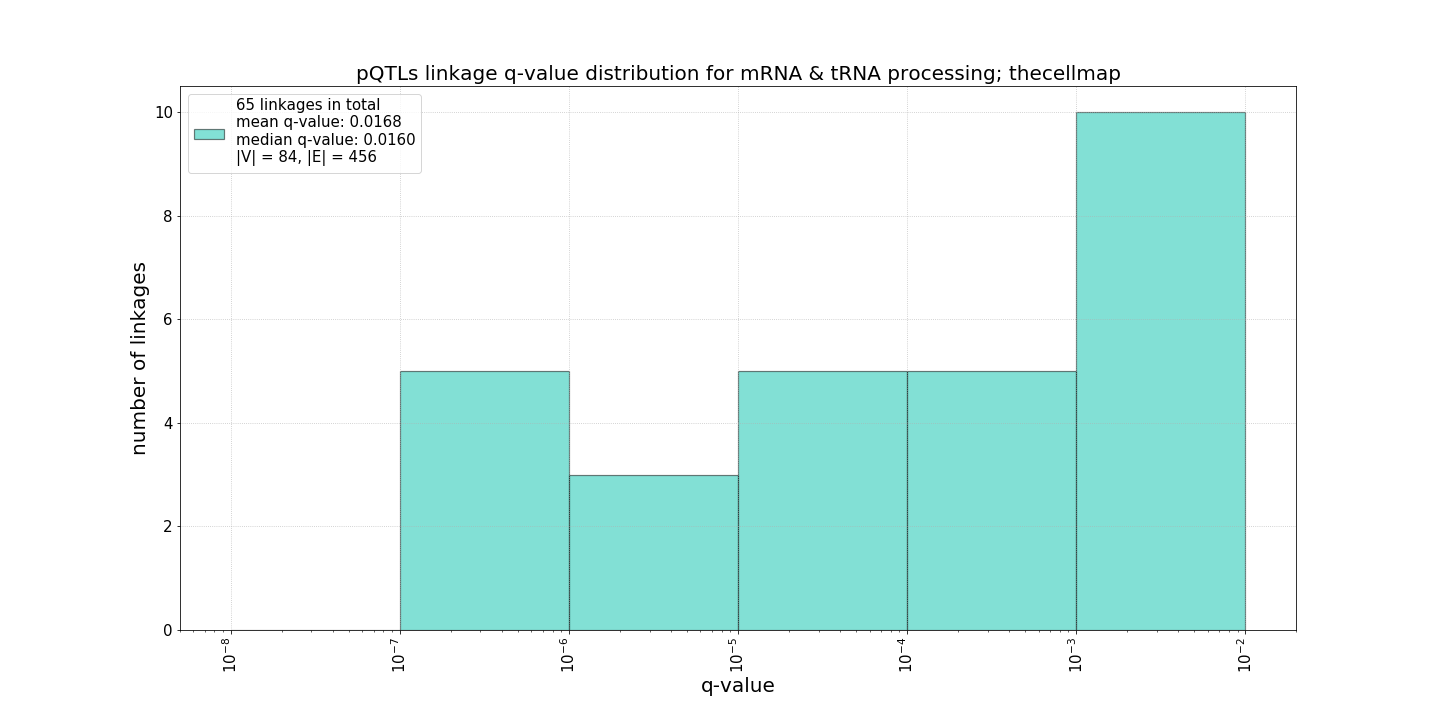 pQTLs linkage q-value distribution for mRNA & tRNA processing; thecellmap
65 linkages in total
mean q-value: 0.0168
median q-value: 0.0160
|V| = 84, |E| = 456
number of linkages
10
8
6
4
2
0
10⁻⁸ 10⁻⁷ 10⁻⁶ 10⁻⁵ 10⁻⁴ 10⁻³ 10⁻²
q-value